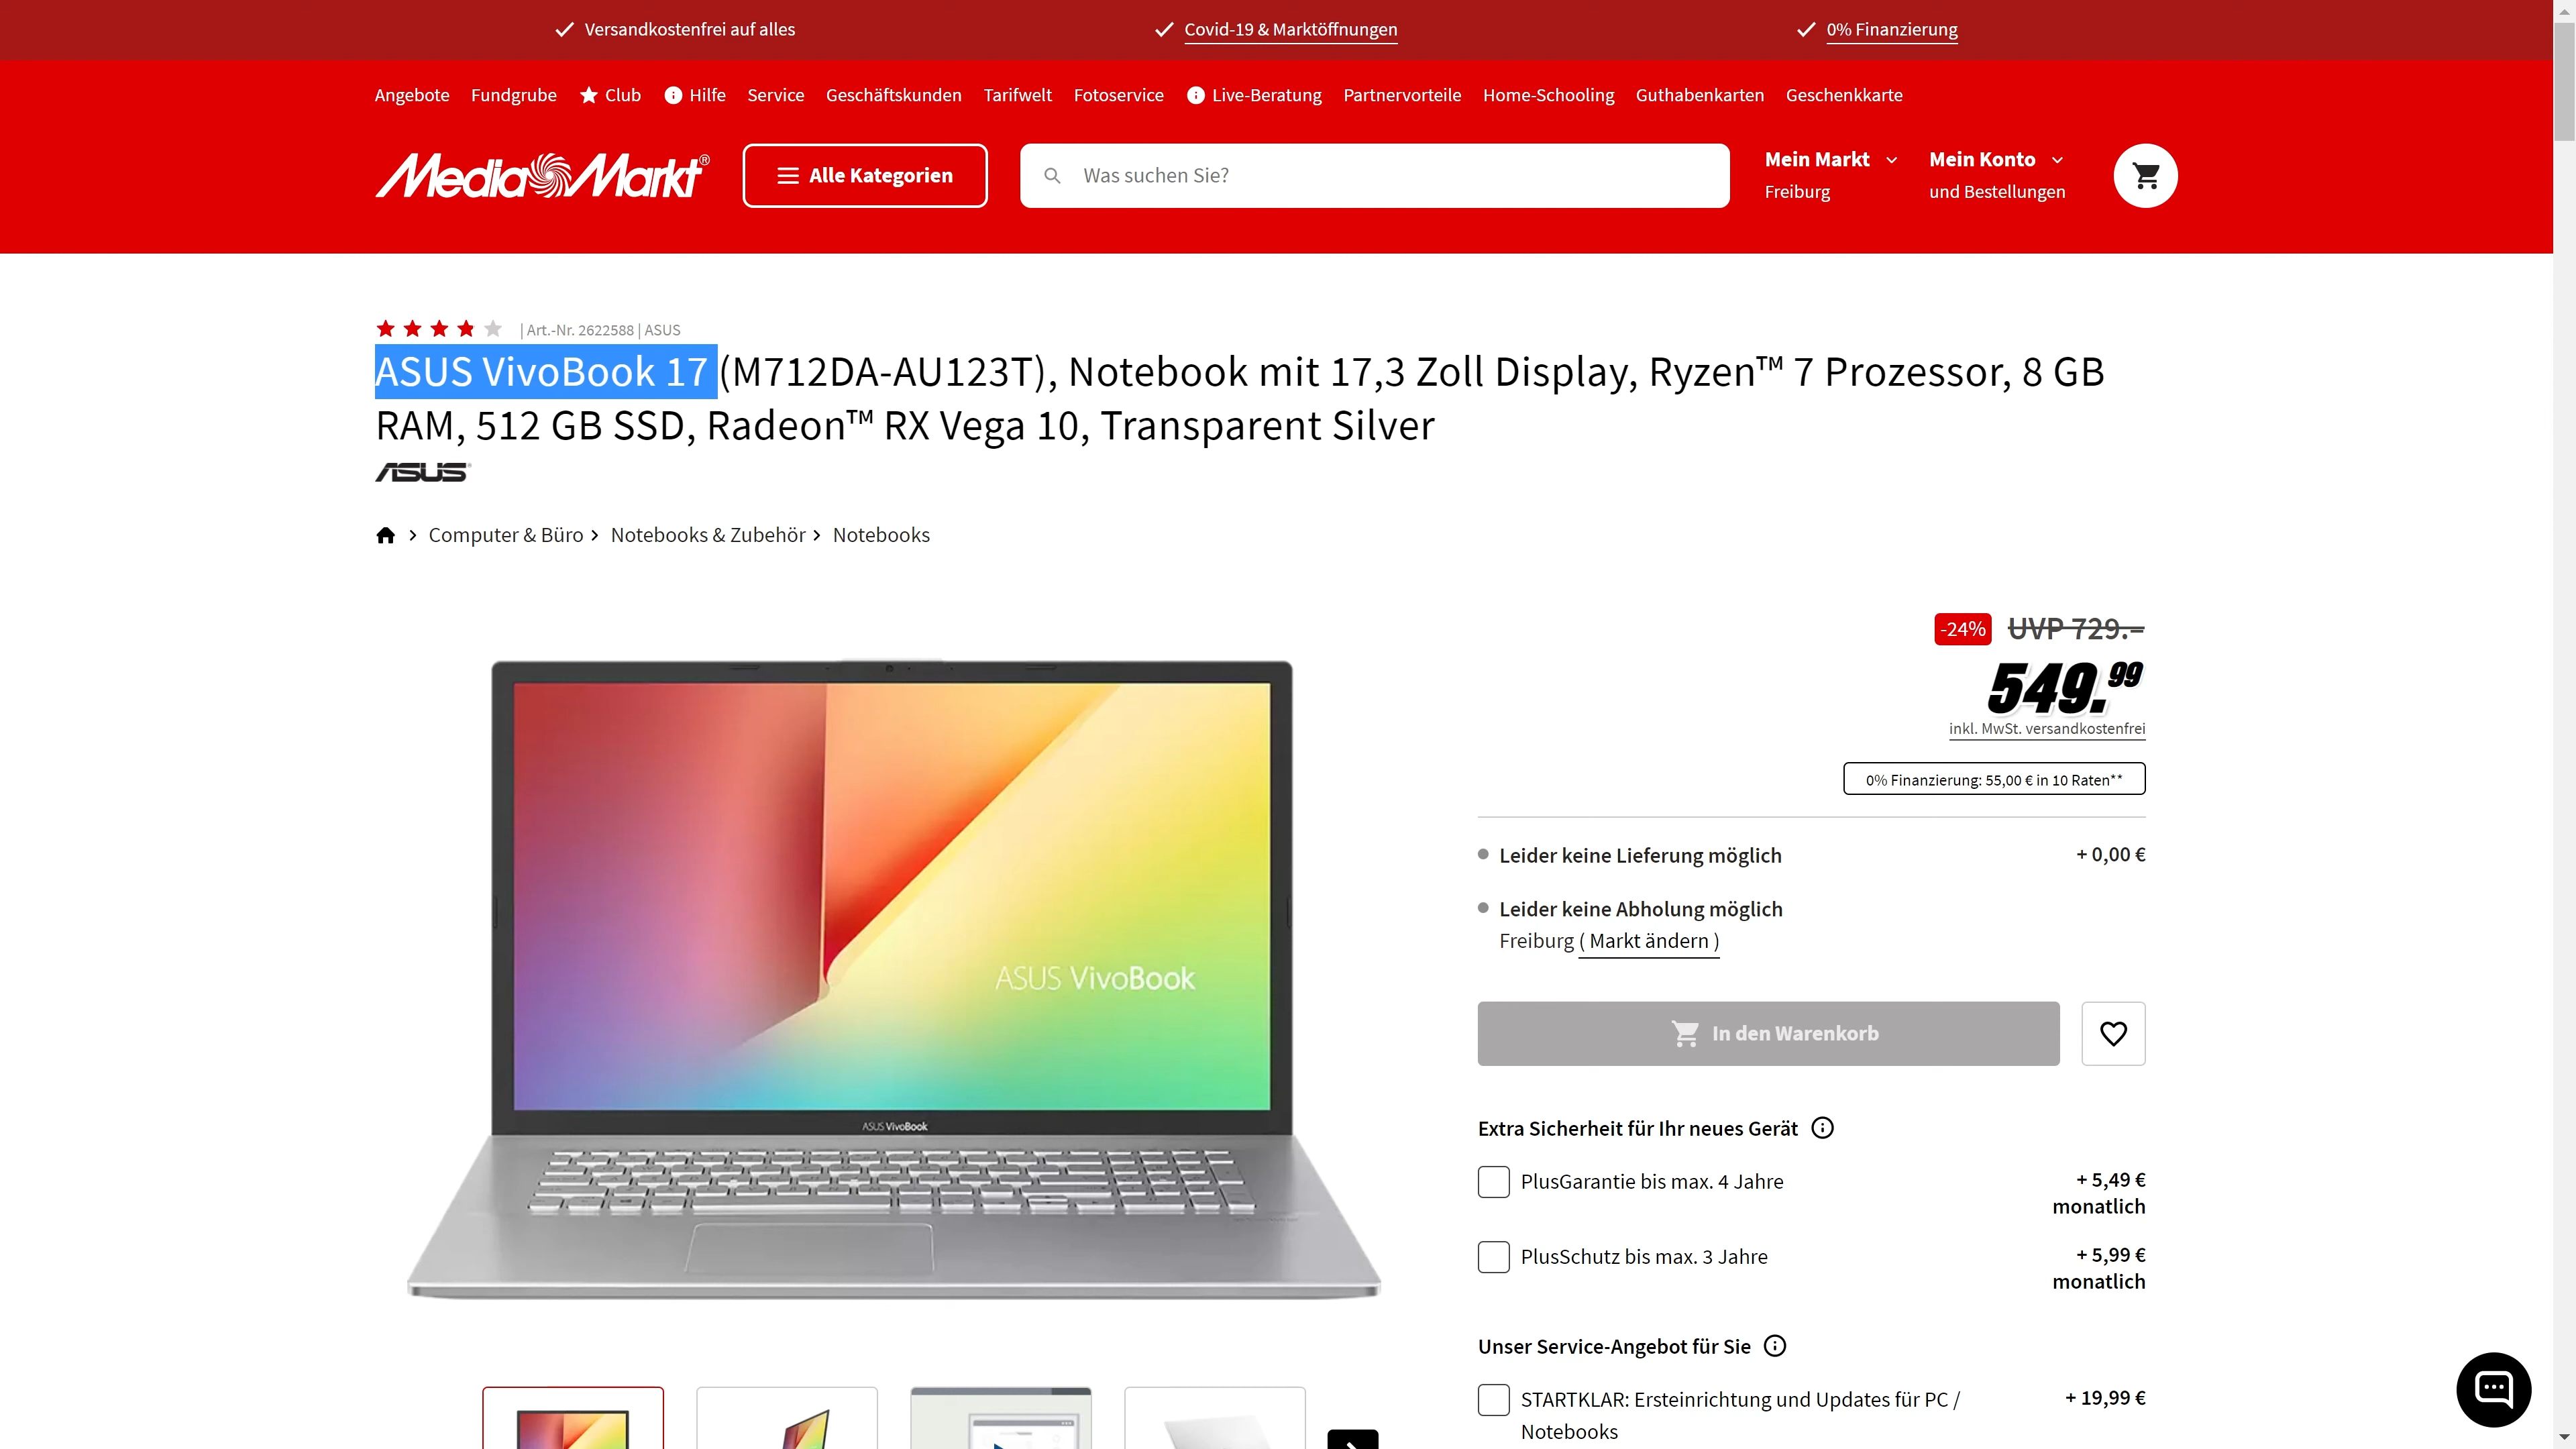 Versandkostenfrei auf alles
Covid-19 & Marktöffnungen
0% Finanzierung
Angebote Fundgrube Club Hilfe Service Geschäftskunden Tarifwelt Fotoservice Live-Beratung Partnervorteile Home-Schooling Guthabenkarten Geschenkkarte
MediaMarkt®
Alle Kategorien
Was suchen Sie?
Mein Markt
Freiburg
Mein Konto
und Bestellungen
| Art.-Nr. 2622588 | ASUS
ASUS VivoBook 17 (M712DA-AU123T), Notebook mit 17,3 Zoll Display, Ryzen™ 7 Prozessor, 8 GB
RAM, 512 GB SSD, Radeon™ RX Vega 10, Transparent Silver
ASUS
Computer & Büro
Notebooks & Zubehör
Notebooks
ASUS VivoBook
ASUS VivoBook
-24% UVP 729.–
549.99
inkl. MwSt. versandkostenfrei
0% Finanzierung: 55,00 € in 10 Raten**
Leider keine Lieferung möglich + 0,00 €
Leider keine Abholung möglich
Freiburg ( Markt ändern )
In den Warenkorb
Extra Sicherheit für Ihr neues Gerät
PlusGarantie bis max. 4 Jahre + 5,49 €
monatlich
PlusSchutz bis max. 3 Jahre + 5,99 €
monatlich
Unser Service-Angebot für Sie
STARTKLAR: Ersteinrichtung und Updates für PC / + 19,99 €
Notebooks